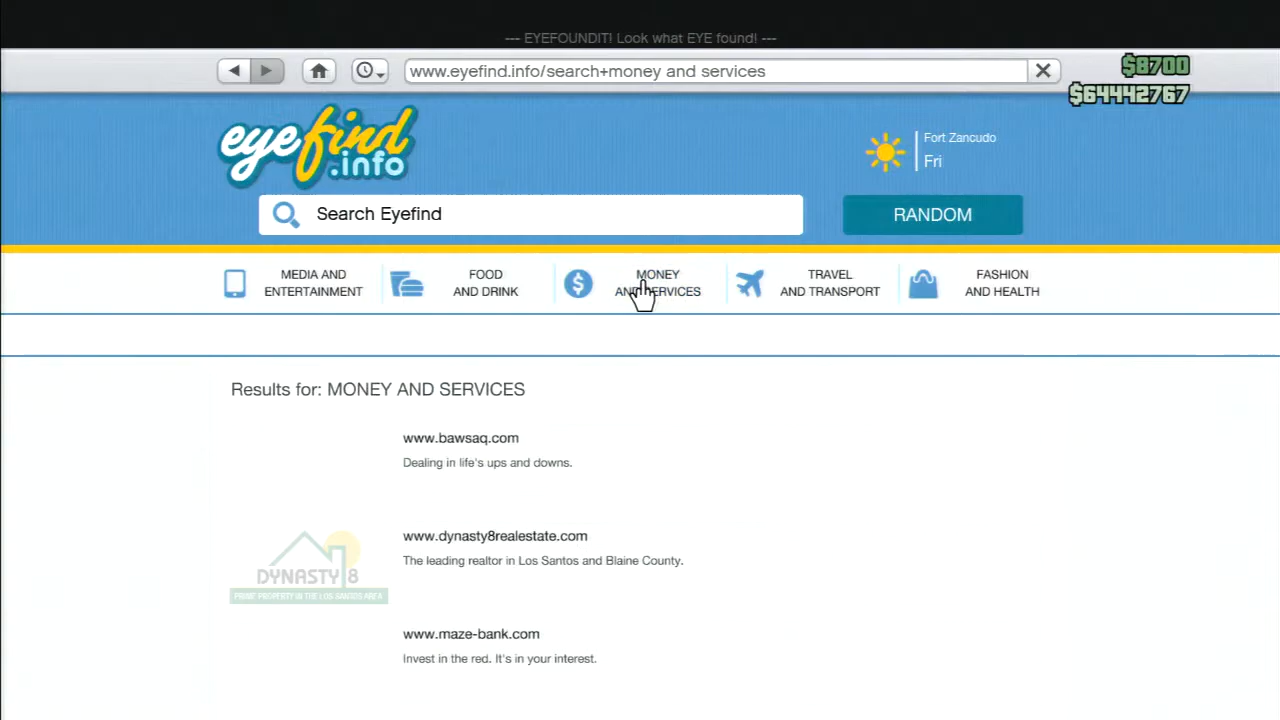 --- EYEFOUNDIT! Look what EYE found! ---
www.eyefind.info/search+money and services
$8700
$64442767
eyefind
.info
Fort Zancudo
Fri
Search Eyefind
RANDOM
MEDIA AND
ENTERTAINMENT
FOOD
AND DRINK
MONEY
AND SERVICES
TRAVEL
AND TRANSPORT
FASHION
AND HEALTH
Results for: MONEY AND SERVICES
www.bawsaq.com
Dealing in life's ups and downs.
www.dynasty8realestate.com
The leading realtor in Los Santos and Blaine County.
DYNASTY 8
PRIME PROPERTY IN THE LOS SANTOS AREA
www.maze-bank.com
Invest in the red. It's in your interest.